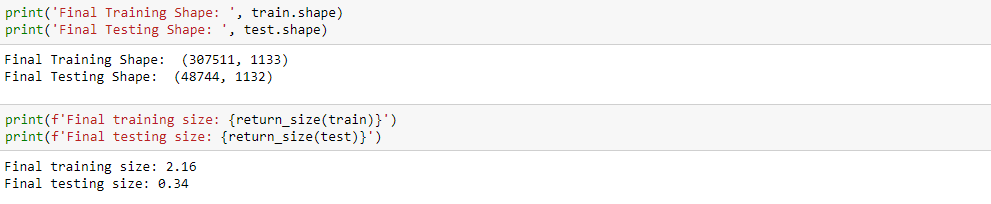 print('Final Training Shape: ', train.shape)
print('Final Testing Shape: ', test.shape)
Final Training Shape:  (307511, 1133)
Final Testing Shape:  (48744, 1132)
print(f'Final training size: {return_size(train)}')
print(f'Final testing size: {return_size(test)}')
Final training size: 2.16
Final testing size: 0.34